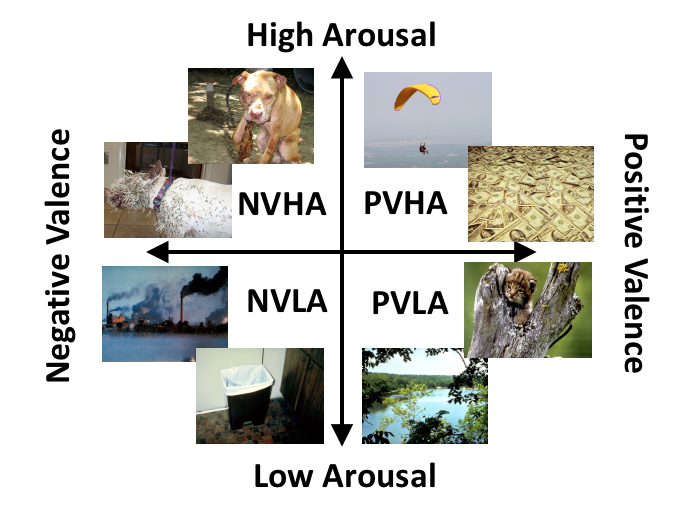 High Arousal
Negative Valence
Positive Valence
NVHA
PVHA
NVLA
PVLA
Low Arousal